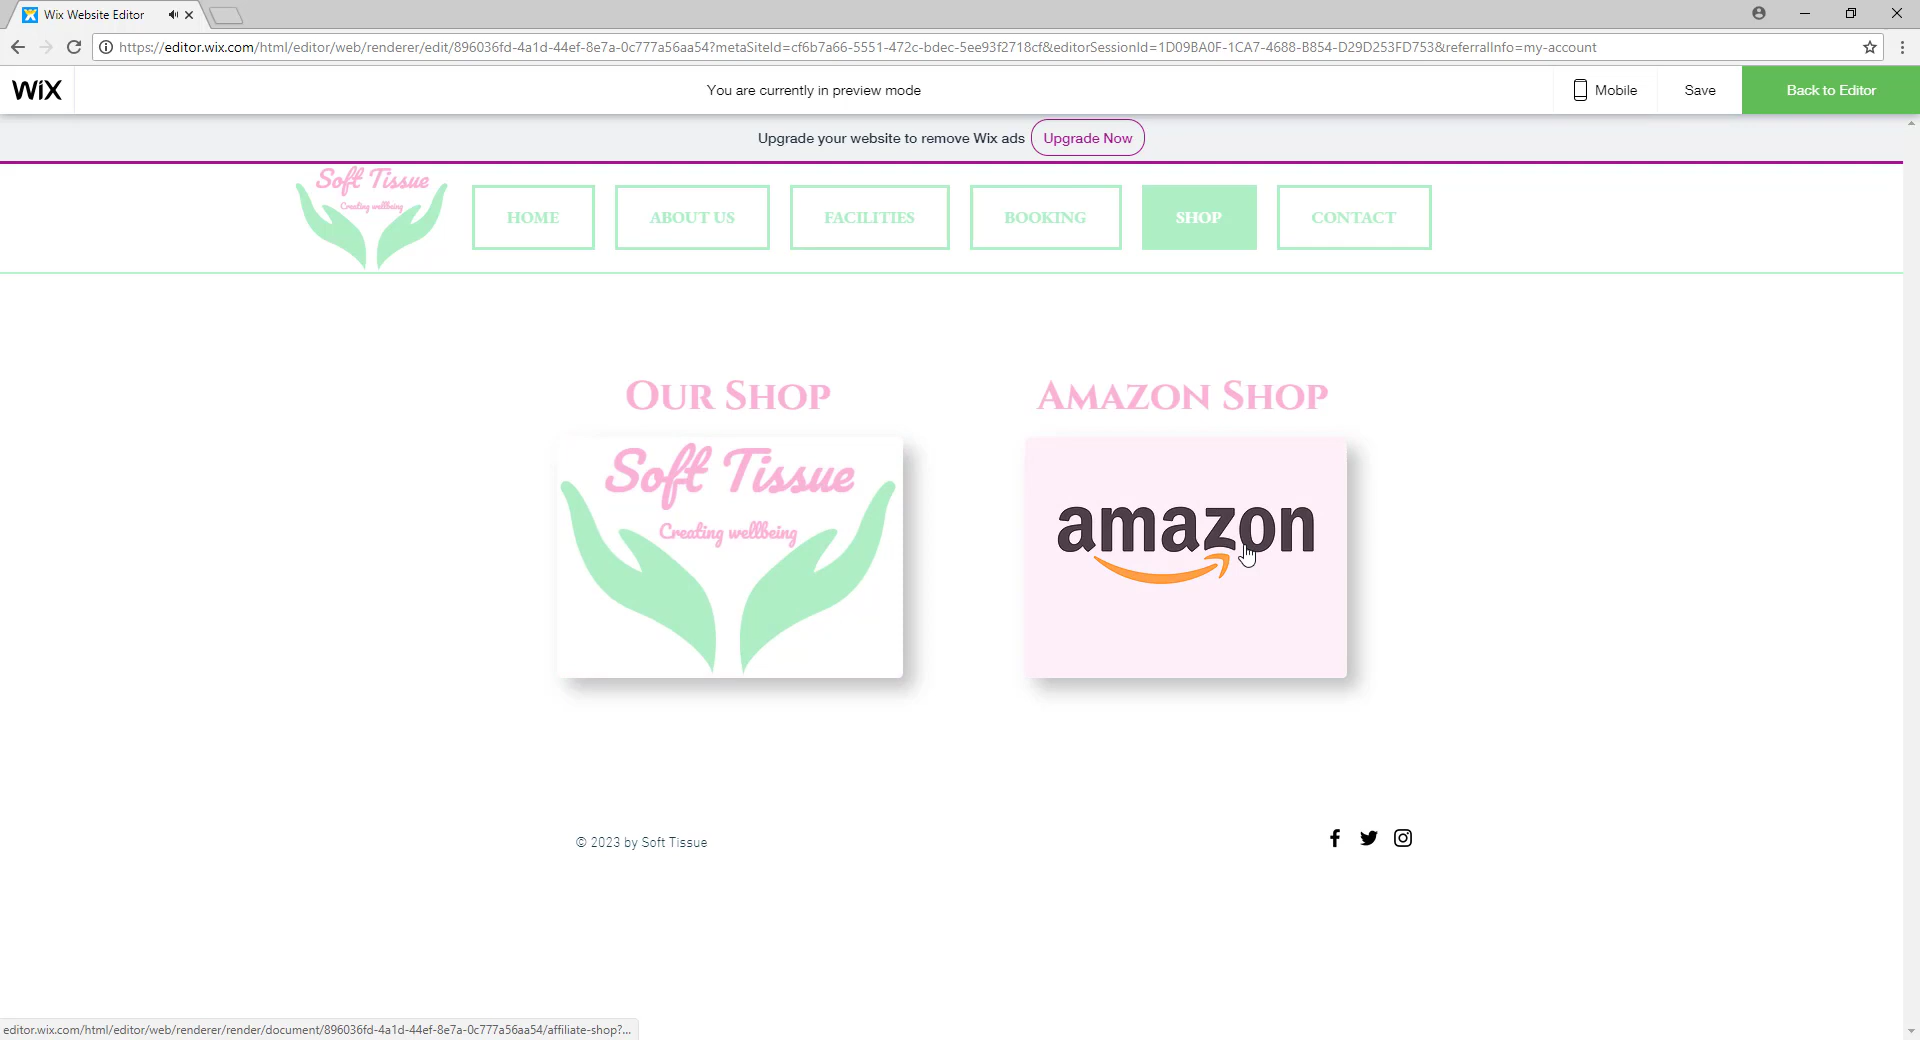 Wix Website Editor
https://editor.wix.com/html/editor/web/renderer/edit/896036fd-4a1d-44ef-8e7a-0c777a56aa54?metaSiteId=cf6b7a66-5551-472c-bdec-5ee93f2718cf&editorSessionId=1D09BA0F-1CA7-4688-B854-D29D253FD753&referralInfo=my-account
WiX
You are currently in preview mode
Mobile
Save
Back to Editor
Upgrade your website to remove Wix ads
Upgrade Now
Soft Tissue
Creating wellbeing
HOME
ABOUT US
FACILITIES
BOOKING
SHOP
CONTACT
Our Shop
Amazon Shop
Soft Tissue
Creating wellbeing
amazon
© 2023 by Soft Tissue
editor.wix.com/html/editor/web/renderer/render/document/896036fd-4a1d-44ef-8e7a-0c777a56aa54/affiliate-shop?...